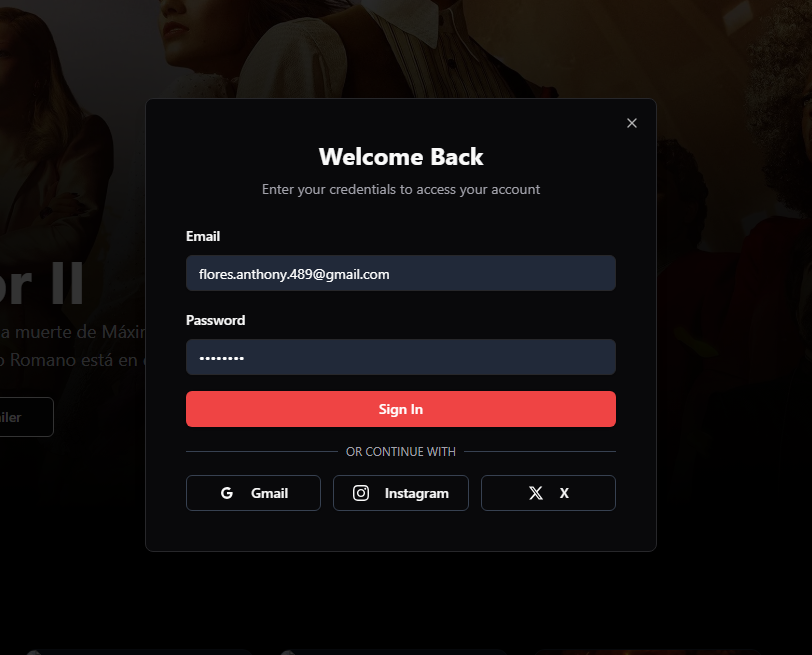 Welcome Back
Enter your credentials to access your account
Email
flores.anthony.489@gmail.com
or II
Password
a muerte de Máxi
o Romano está en
••••••••
Sign In
iler
OR CONTINUE WITH
G Gmail
Instagram
X X